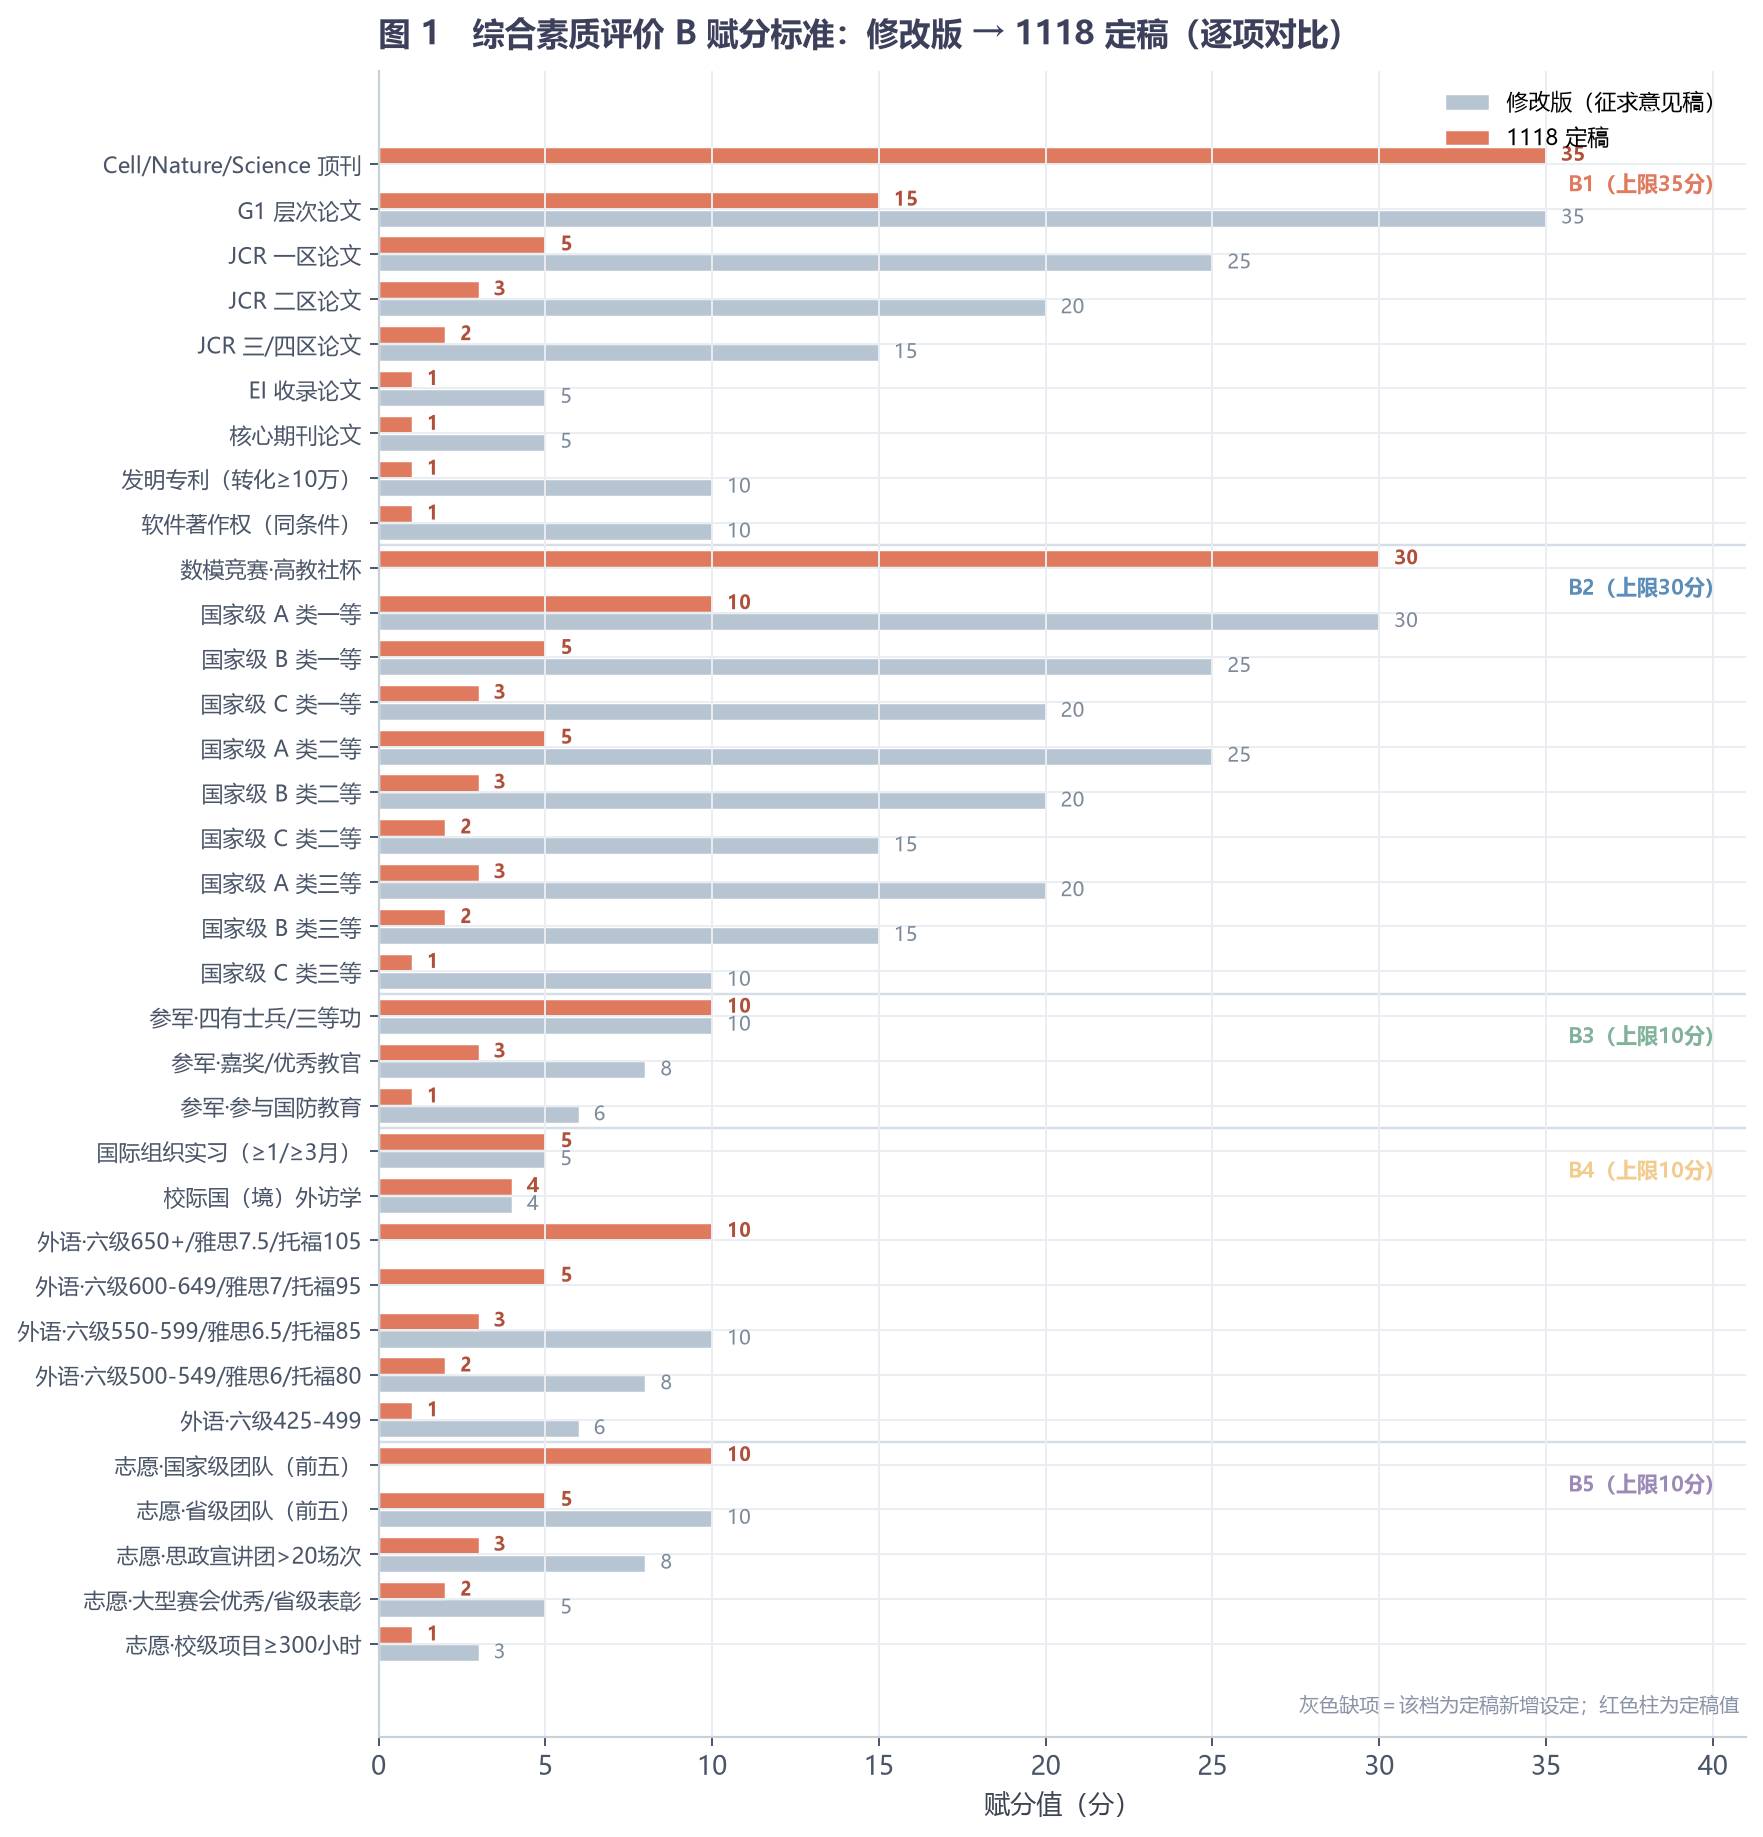 图 1　综合素质评价 B 赋分标准：修改版 → 1118 定稿（逐项对比）
修改版（征求意见稿）
1118 定稿
Cell/Nature/Science 顶刊 35
B1（上限35分）
G1 层次论文 15 35
JCR 一区论文 5 25
JCR 二区论文 3 20
JCR 三/四区论文 2 15
EI 收录论文 1 5
核心期刊论文 1 5
发明专利（转化≥10万） 1 10
软件著作权（同条件） 1 10
数模竞赛·高教社杯 30
B2（上限30分）
国家级 A 类一等 10 30
国家级 B 类一等 5 25
国家级 C 类一等 3 20
国家级 A 类二等 5 25
国家级 B 类二等 3 20
国家级 C 类二等 2 15
国家级 A 类三等 3 20
国家级 B 类三等 2 15
国家级 C 类三等 1 10
参军·四有士兵/三等功 10 10
B3（上限10分）
参军·嘉奖/优秀教官 3 8
参军·参与国防教育 1 6
国际组织实习（≥1/≥3月） 5 5
B4（上限10分）
校际国（境）外访学 4 4
外语·六级650+/雅思7.5/托福105 10
外语·六级600-649/雅思7/托福95 5
外语·六级550-599/雅思6.5/托福85 3 10
外语·六级500-549/雅思6/托福80 2 8
外语·六级425-499 1 6
志愿·国家级团队（前五） 10
B5（上限10分）
志愿·省级团队（前五） 5 10
志愿·思政宣讲团>20场次 3 8
志愿·大型赛会优秀/省级表彰 2 5
志愿·校级项目≥300小时 1 3
灰色缺项＝该档为定稿新增设定；红色柱为定稿值
0 5 10 15 20 25 30 35 40
赋分值（分）